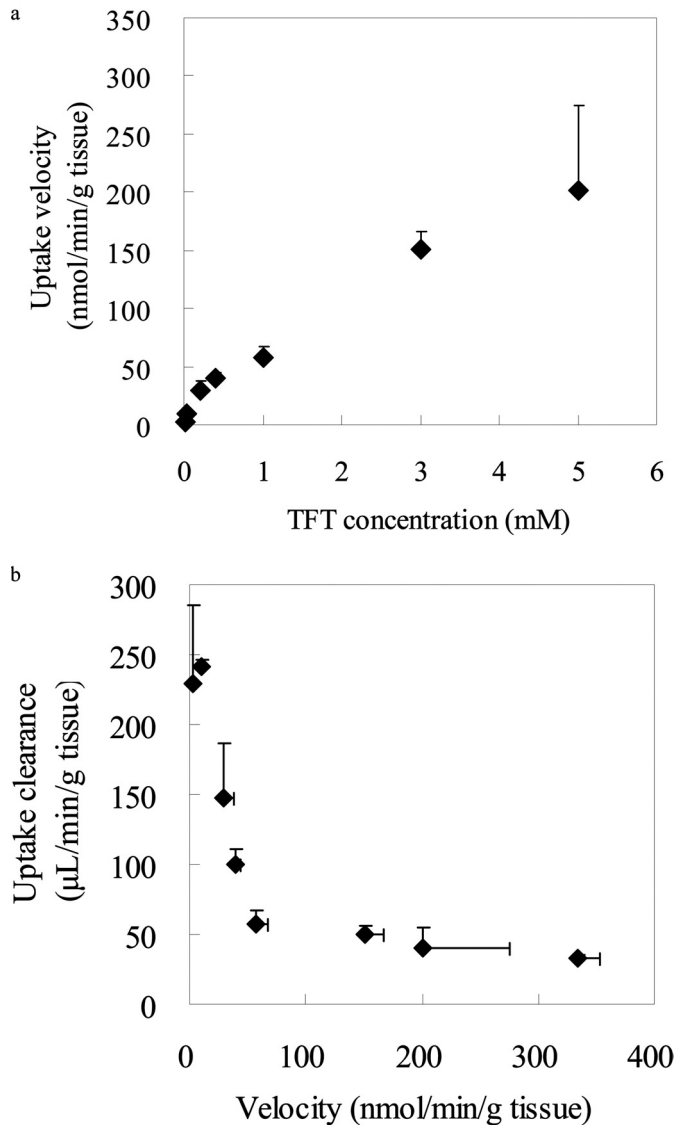 a
350
300
250
200
150
100
50
0
Uptake velocity
(nmol/min/g tissue)
0 1 2 3 4 5 6
TFT concentration (mM)
b
300
250
200
150
100
50
0
Uptake clearance
(μL/min/g tissue)
0 100 200 300 400
Velocity (nmol/min/g tissue)